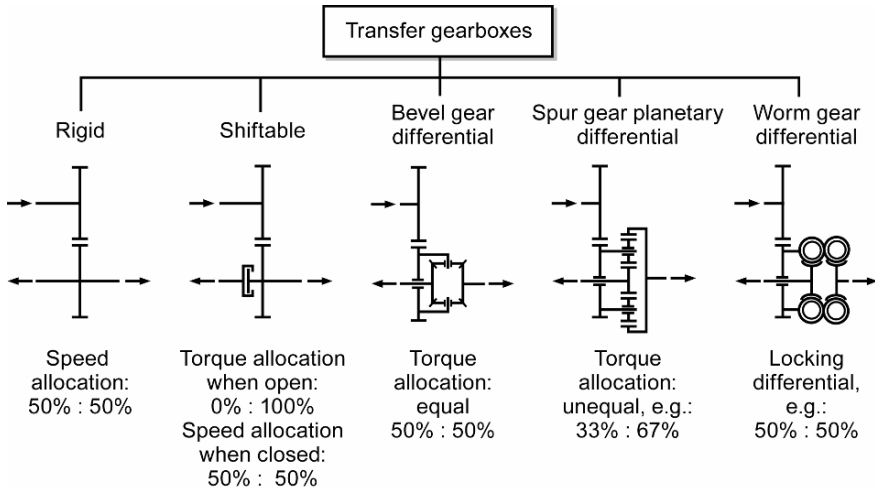 Transfer gearboxes
Rigid
Shiftable
Bevel gear
differential
Spur gear planetary
differential
Worm gear
differential
Speed
allocation:
50% : 50%
Torque allocation
when open:
0% : 100%
Speed allocation
when closed:
50% : 50%
Torque
allocation:
equal
50% : 50%
Torque
allocation:
unequal, e.g.:
33% : 67%
Locking
differential,
e.g.:
50% : 50%